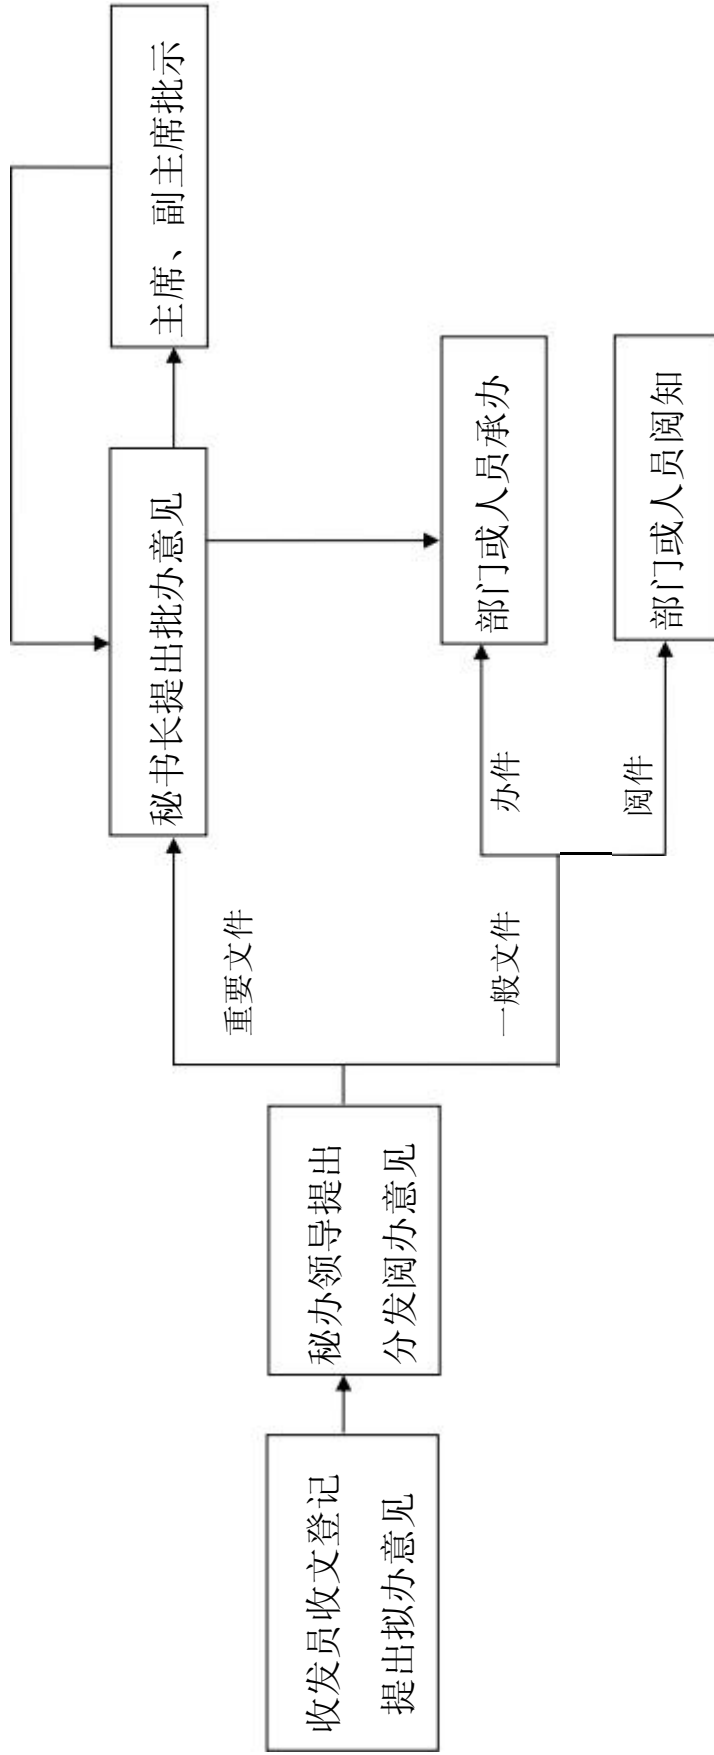 收发员收文登记
提出拟办意见
秘办领导提出
分发阅办意见
重要文件
一般文件
秘书长提出批办意见
主席、副主席批示
办件
阅件
部门或人员承办
部门或人员阅知